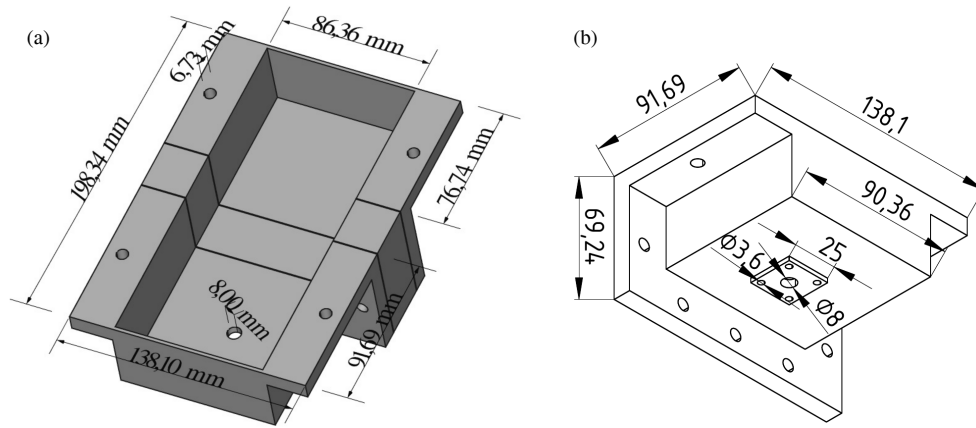 (a)
86,36 mm
6,73 mm
198,34 mm
76,74 mm
8,00 mm
91,69 mm
138,10 mm
(b)
91,69
138,1
90,36
69,24
25
Ø3,6
Ø8